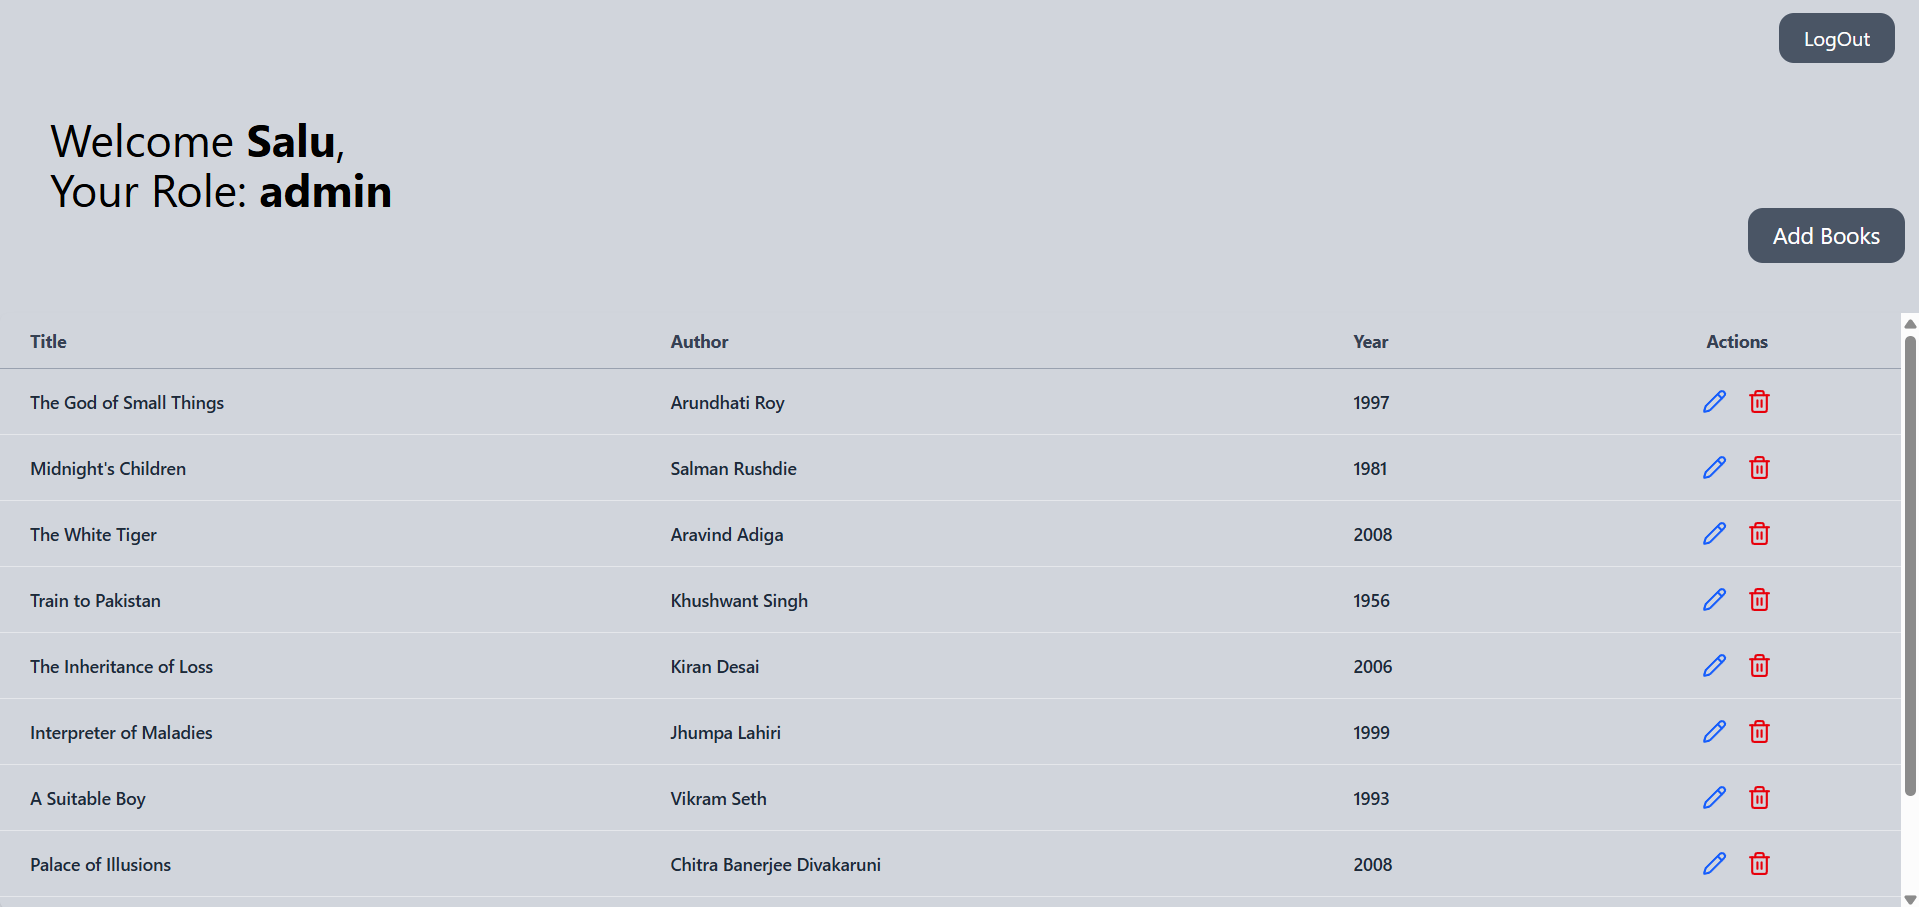 LogOut
Welcome Salu,
Your Role: admin
Add Books
Title Author Year Actions
The God of Small Things Arundhati Roy 1997
Midnight's Children Salman Rushdie 1981
The White Tiger Aravind Adiga 2008
Train to Pakistan Khushwant Singh 1956
The Inheritance of Loss Kiran Desai 2006
Interpreter of Maladies Jhumpa Lahiri 1999
A Suitable Boy Vikram Seth 1993
Palace of Illusions Chitra Banerjee Divakaruni 2008